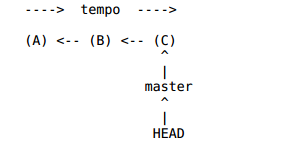 ----> tempo ---->
(A) <-- (B) <-- (C)
^
|
master
^
|
HEAD